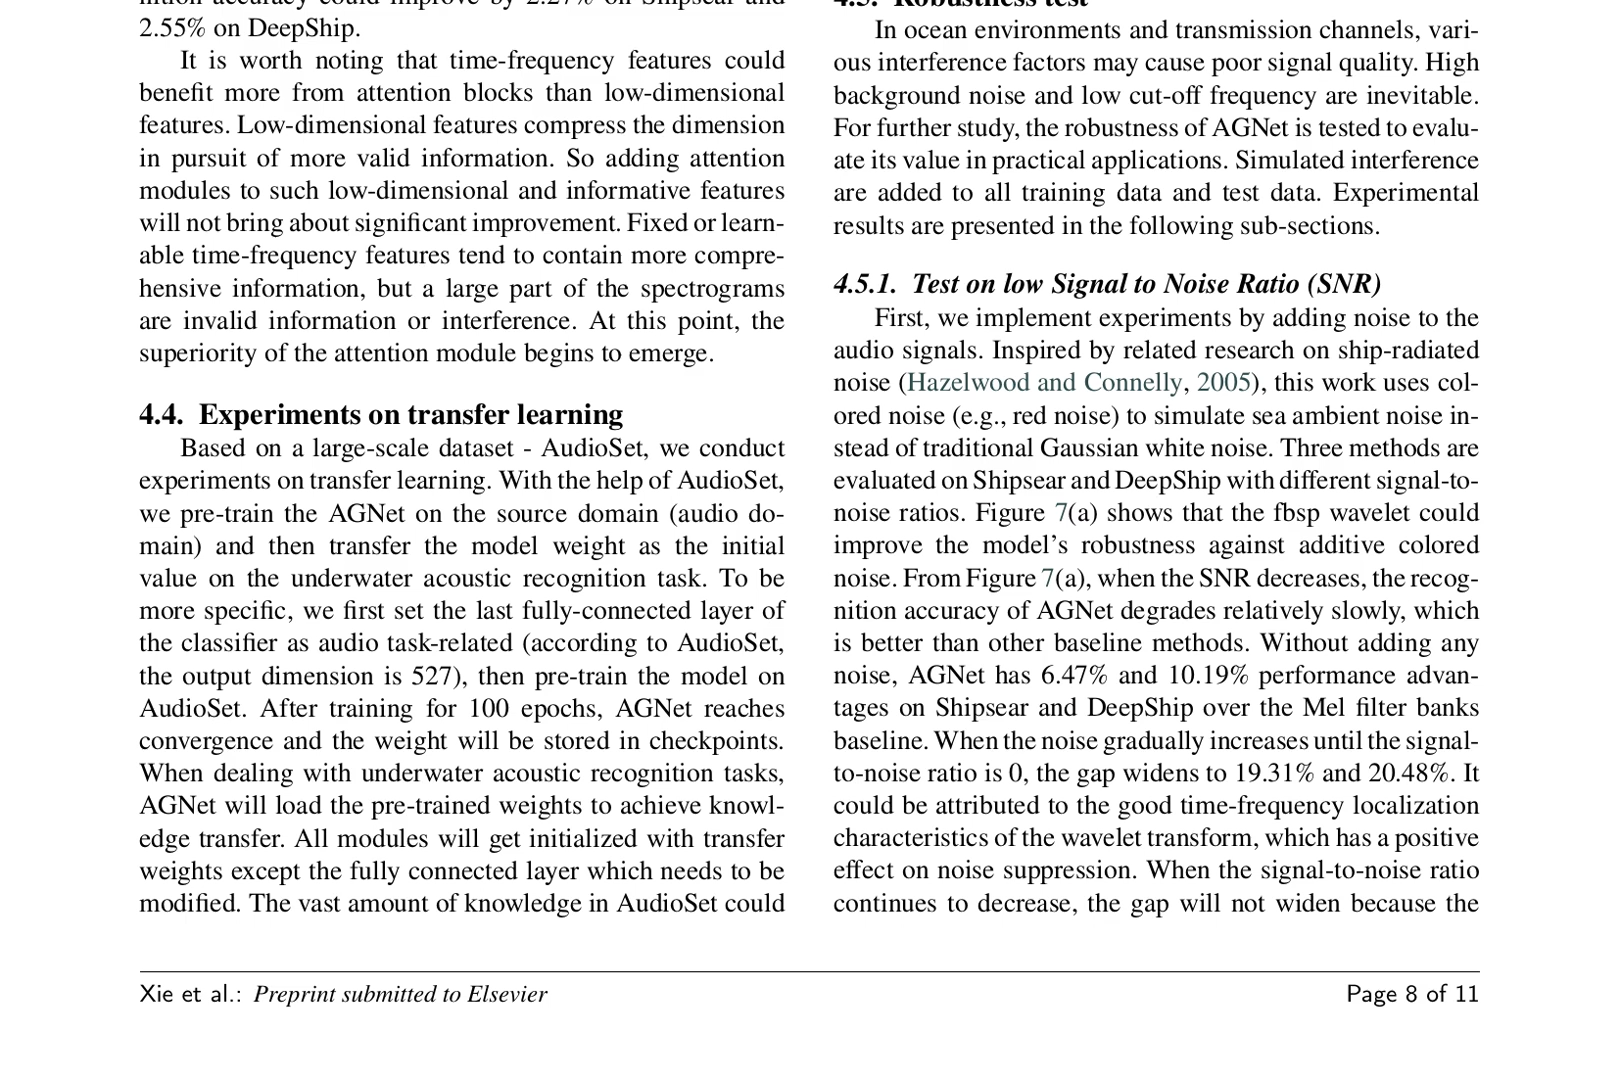 nition accuracy could improve by 2.27% on Shipsear and
2.55% on DeepShip.
It is worth noting that time-frequency features could
benefit more from attention blocks than low-dimensional
features. Low-dimensional features compress the dimension
in pursuit of more valid information. So adding attention
modules to such low-dimensional and informative features
will not bring about significant improvement. Fixed or learn-
able time-frequency features tend to contain more compre-
hensive information, but a large part of the spectrograms
are invalid information or interference. At this point, the
superiority of the attention module begins to emerge.
4.4. Experiments on transfer learning
Based on a large-scale dataset - AudioSet, we conduct
experiments on transfer learning. With the help of AudioSet,
we pre-train the AGNet on the source domain (audio do-
main) and then transfer the model weight as the initial
value on the underwater acoustic recognition task. To be
more specific, we first set the last fully-connected layer of
the classifier as audio task-related (according to AudioSet,
the output dimension is 527), then pre-train the model on
AudioSet. After training for 100 epochs, AGNet reaches
convergence and the weight will be stored in checkpoints.
When dealing with underwater acoustic recognition tasks,
AGNet will load the pre-trained weights to achieve knowl-
edge transfer. All modules will get initialized with transfer
weights except the fully connected layer which needs to be
modified. The vast amount of knowledge in AudioSet could
4.5. Robustness test
In ocean environments and transmission channels, vari-
ous interference factors may cause poor signal quality. High
background noise and low cut-off frequency are inevitable.
For further study, the robustness of AGNet is tested to evalu-
ate its value in practical applications. Simulated interference
are added to all training data and test data. Experimental
results are presented in the following sub-sections.
4.5.1. Test on low Signal to Noise Ratio (SNR)
First, we implement experiments by adding noise to the
audio signals. Inspired by related research on ship-radiated
noise (Hazelwood and Connelly, 2005), this work uses col-
ored noise (e.g., red noise) to simulate sea ambient noise in-
stead of traditional Gaussian white noise. Three methods are
evaluated on Shipsear and DeepShip with different signal-to-
noise ratios. Figure 7(a) shows that the fbsp wavelet could
improve the model's robustness against additive colored
noise. From Figure 7(a), when the SNR decreases, the recog-
nition accuracy of AGNet degrades relatively slowly, which
is better than other baseline methods. Without adding any
noise, AGNet has 6.47% and 10.19% performance advan-
tages on Shipsear and DeepShip over the Mel filter banks
baseline. When the noise gradually increases until the signal-
to-noise ratio is 0, the gap widens to 19.31% and 20.48%. It
could be attributed to the good time-frequency localization
characteristics of the wavelet transform, which has a positive
effect on noise suppression. When the signal-to-noise ratio
continues to decrease, the gap will not widen because the
Xie et al.: Preprint submitted to Elsevier
Page 8 of 11